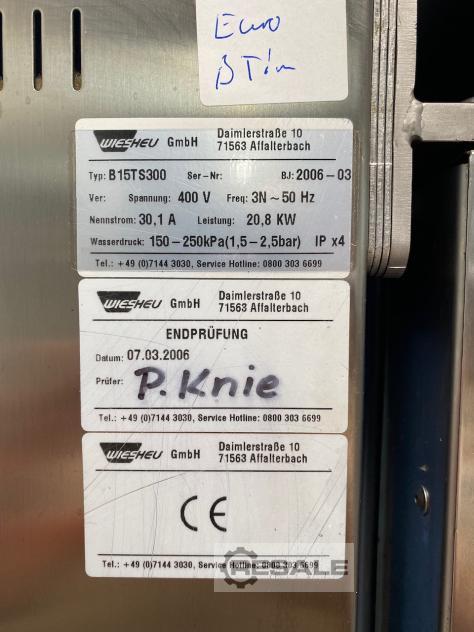 Euro
WIESHEU GmbH Daimlerstraße 10
71563 Affalterbach
Typ: B15TS300 Ser-Nr: BJ: 2006-03
Ver: Spannung: 400 V Freq: 3N ~ 50 Hz
Nennstrom: 30,1 A Leistung: 20,8 KW
Wasserdruck: 150-250kPa(1,5-2,5bar) IP x4
Tel.: +49 (0)7144 3030, Service Hotline: 0800 303 6699
WIESHEU GmbH Daimlerstraße 10
71563 Affalterbach
ENDPRÜFUNG
Datum: 07.03.2006
Prüfer: P. Knie
Tel.: +49 (0)7144 3030, Service Hotline: 0800 303 6699
WIESHEU GmbH Daimlerstraße 10
71563 Affalterbach
CE
Tel.: +49 (0)7144 3030, Service Hotline: 0800 303 6699
RESALE